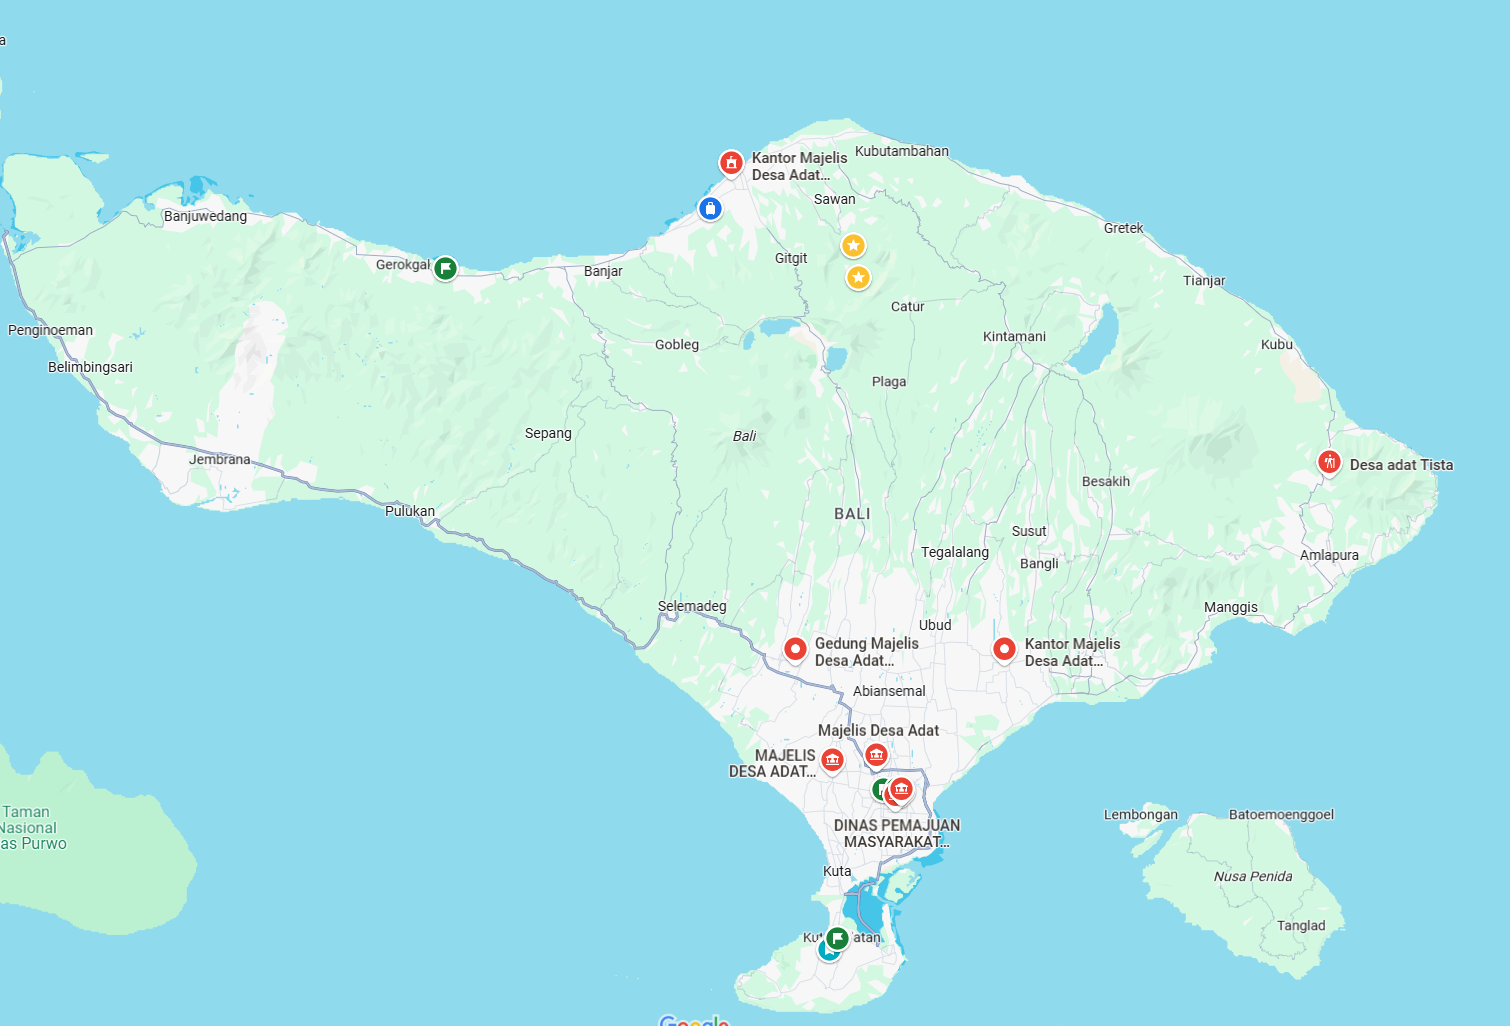 a
Kubutambahan
Kantor Majelis
Desa Adat...
Sawan
Banjuwedang
Gretek
Gitgit
Gerokgal
Banjar
Tianjar
Catur
Penginoeman
Kintamani
Gobleg
Kubu
Belimbingsari
Plaga
Sepang
Bali
Jembrana
Desa adat Tista
Besakih
Pulukan
BALI
Susut
Tegalalang
Amlapura
Bangli
Selemadeg
Manggis
Ubud
Gedung Majelis
Desa Adat...
Kantor Majelis
Desa Adat...
Abiansemal
Majelis Desa Adat
MAJELIS
DESA ADAT...
Taman
Nasional
as Purwo
DINAS PEMAJUAN
MASYARAKAT...
Lembongan
Batoemoenggoel
Kuta
Nusa Penida
Tanglad
Google